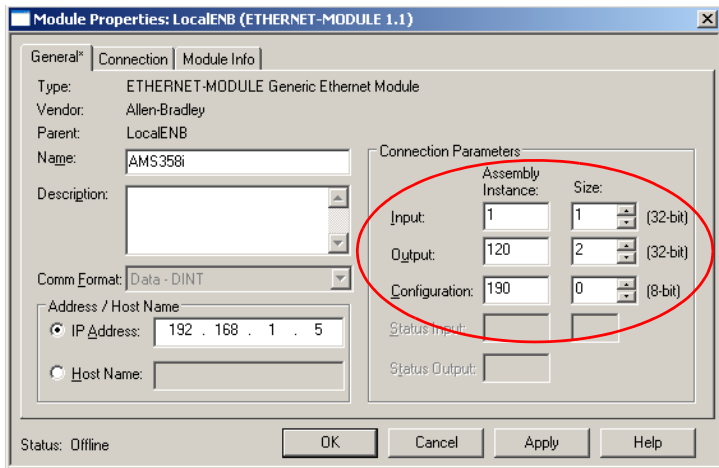 Module Properties: LocalENB (ETHERNET-MODULE 1.1)
General* Connection Module Info
Type: ETHERNET-MODULE Generic Ethernet Module
Vendor: Allen-Bradley
Parent: LocalENB
Name: AMS358i
Description:
Comm Format: Data - DINT
Address / Host Name
IP Address: 192 . 168 . 1 . 5
Host Name:
Connection Parameters
Assembly
Instance: Size:
Input: 1 1 (32-bit)
Output: 120 2 (32-bit)
Configuration: 190 0 (8-bit)
Status Input:
Status Output:
Status: Offline
OK Cancel Apply Help